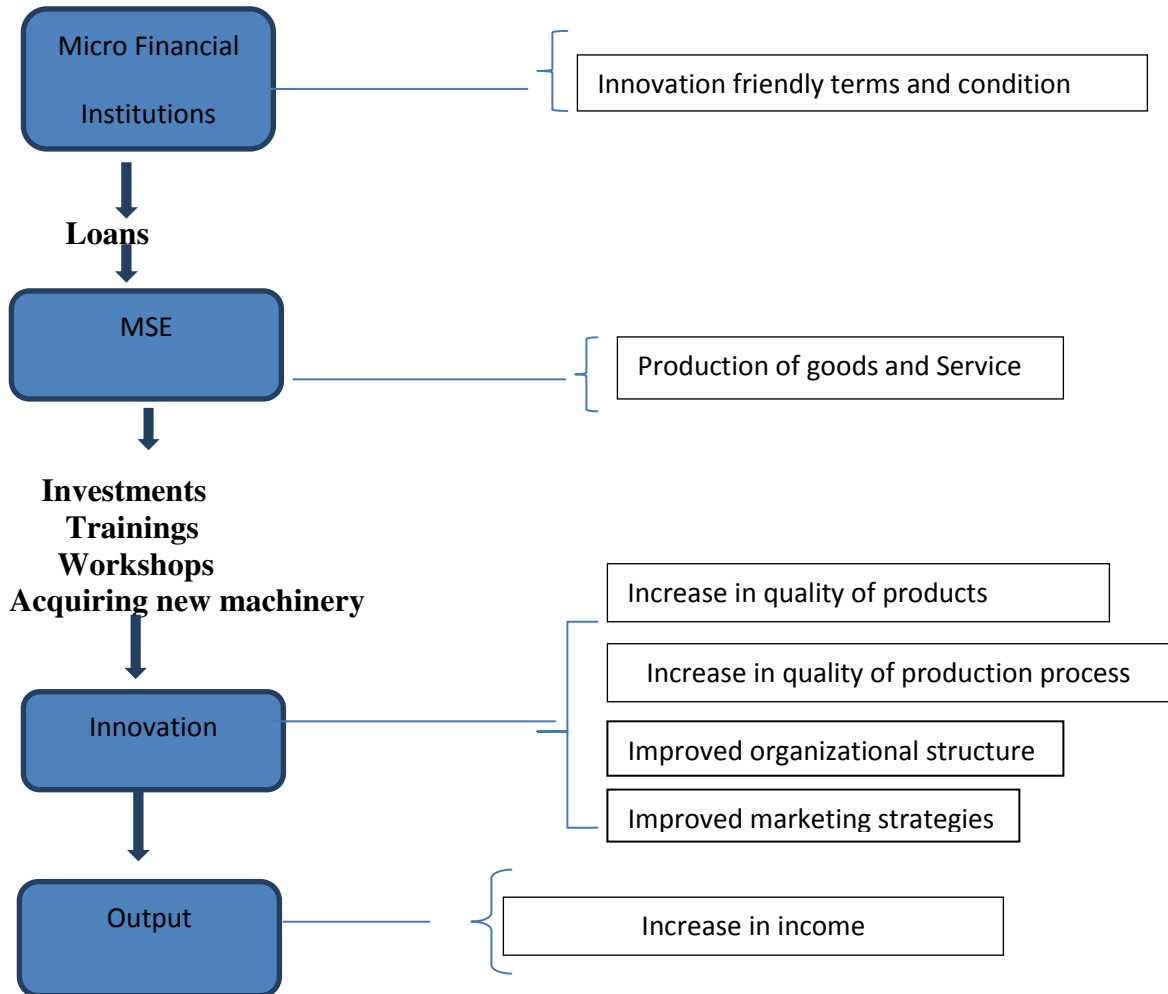 Micro Financial
Institutions
Innovation friendly terms and condition
Loans
MSE
Production of goods and Service
Investments
Trainings
Workshops
Acquiring new machinery
Increase in quality of products
Increase in quality of production process
Innovation
Improved organizational structure
Improved marketing strategies
Output
Increase in income